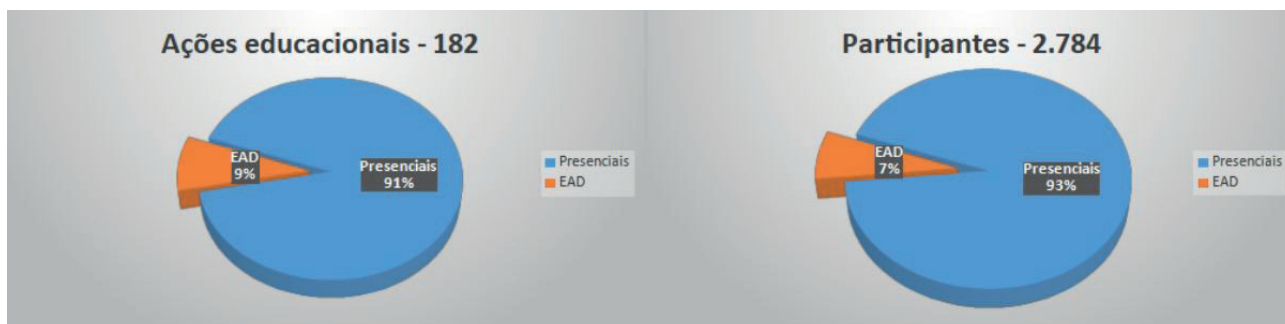 Ações educacionais - 182
EAD
9%
Presenciais
91%
Presenciais
EAD
Participantes - 2.784
EAD
7%
Presenciais
93%
Presenciais
EAD